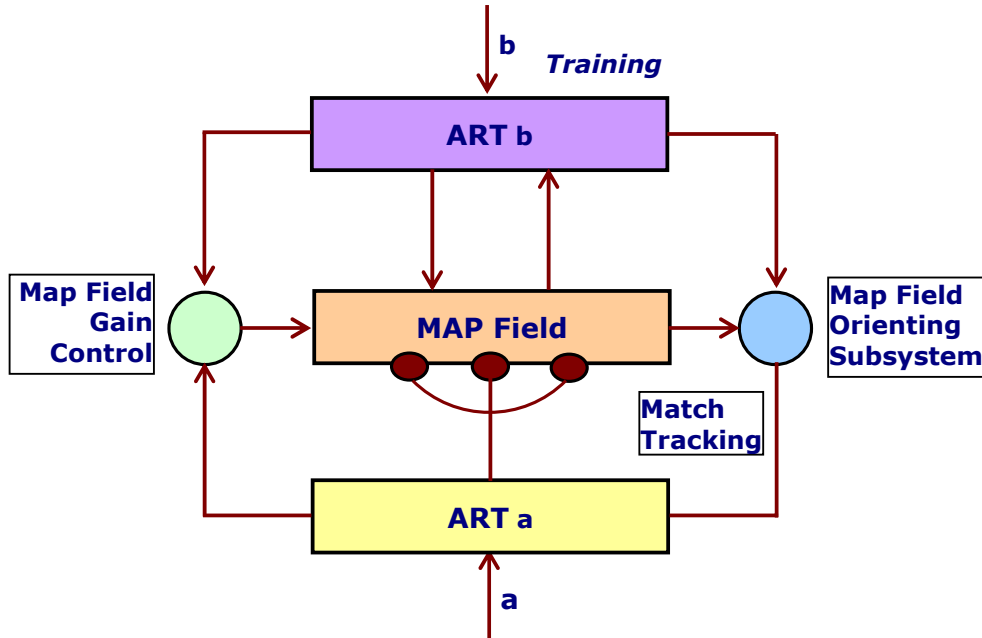 b
Training
ART b
Map Field
Gain
Control
MAP Field
Map Field
Orienting
Subsystem
Match
Tracking
ART a
a